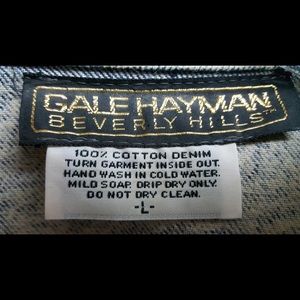 GALE HAYMAN
BEVERLY HILLS™
100% COTTON DENIM
TURN GARMENT INSIDE OUT.
HAND WASH IN COLD WATER.
MILD SOAP. DRIP DRY ONLY.
DO NOT DRY CLEAN.
-L-